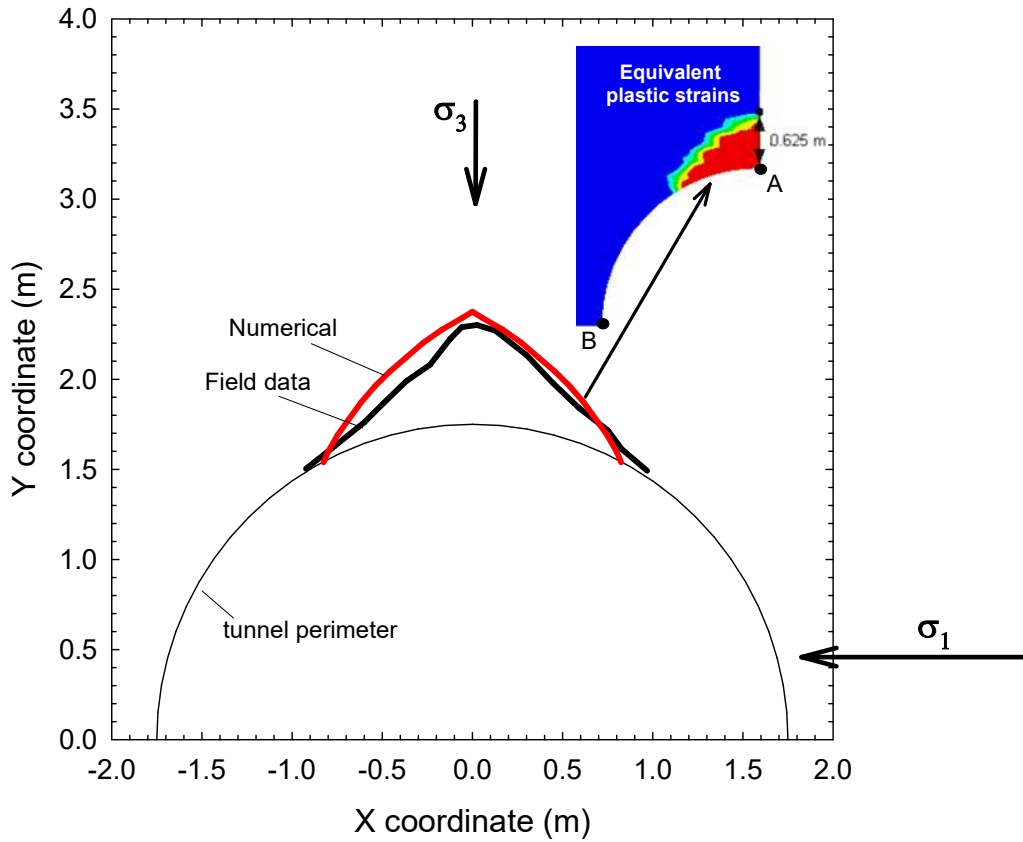 4.0
3.5
3.0
2.5
2.0
1.5
1.0
0.5
0.0
Y coordinate (m)
-2.0 -1.5 -1.0 -0.5 0.0 0.5 1.0 1.5 2.0
X coordinate (m)
σ3
Equivalent
plastic strains
0.625 m
A
B
Numerical
Field data
tunnel perimeter
σ1